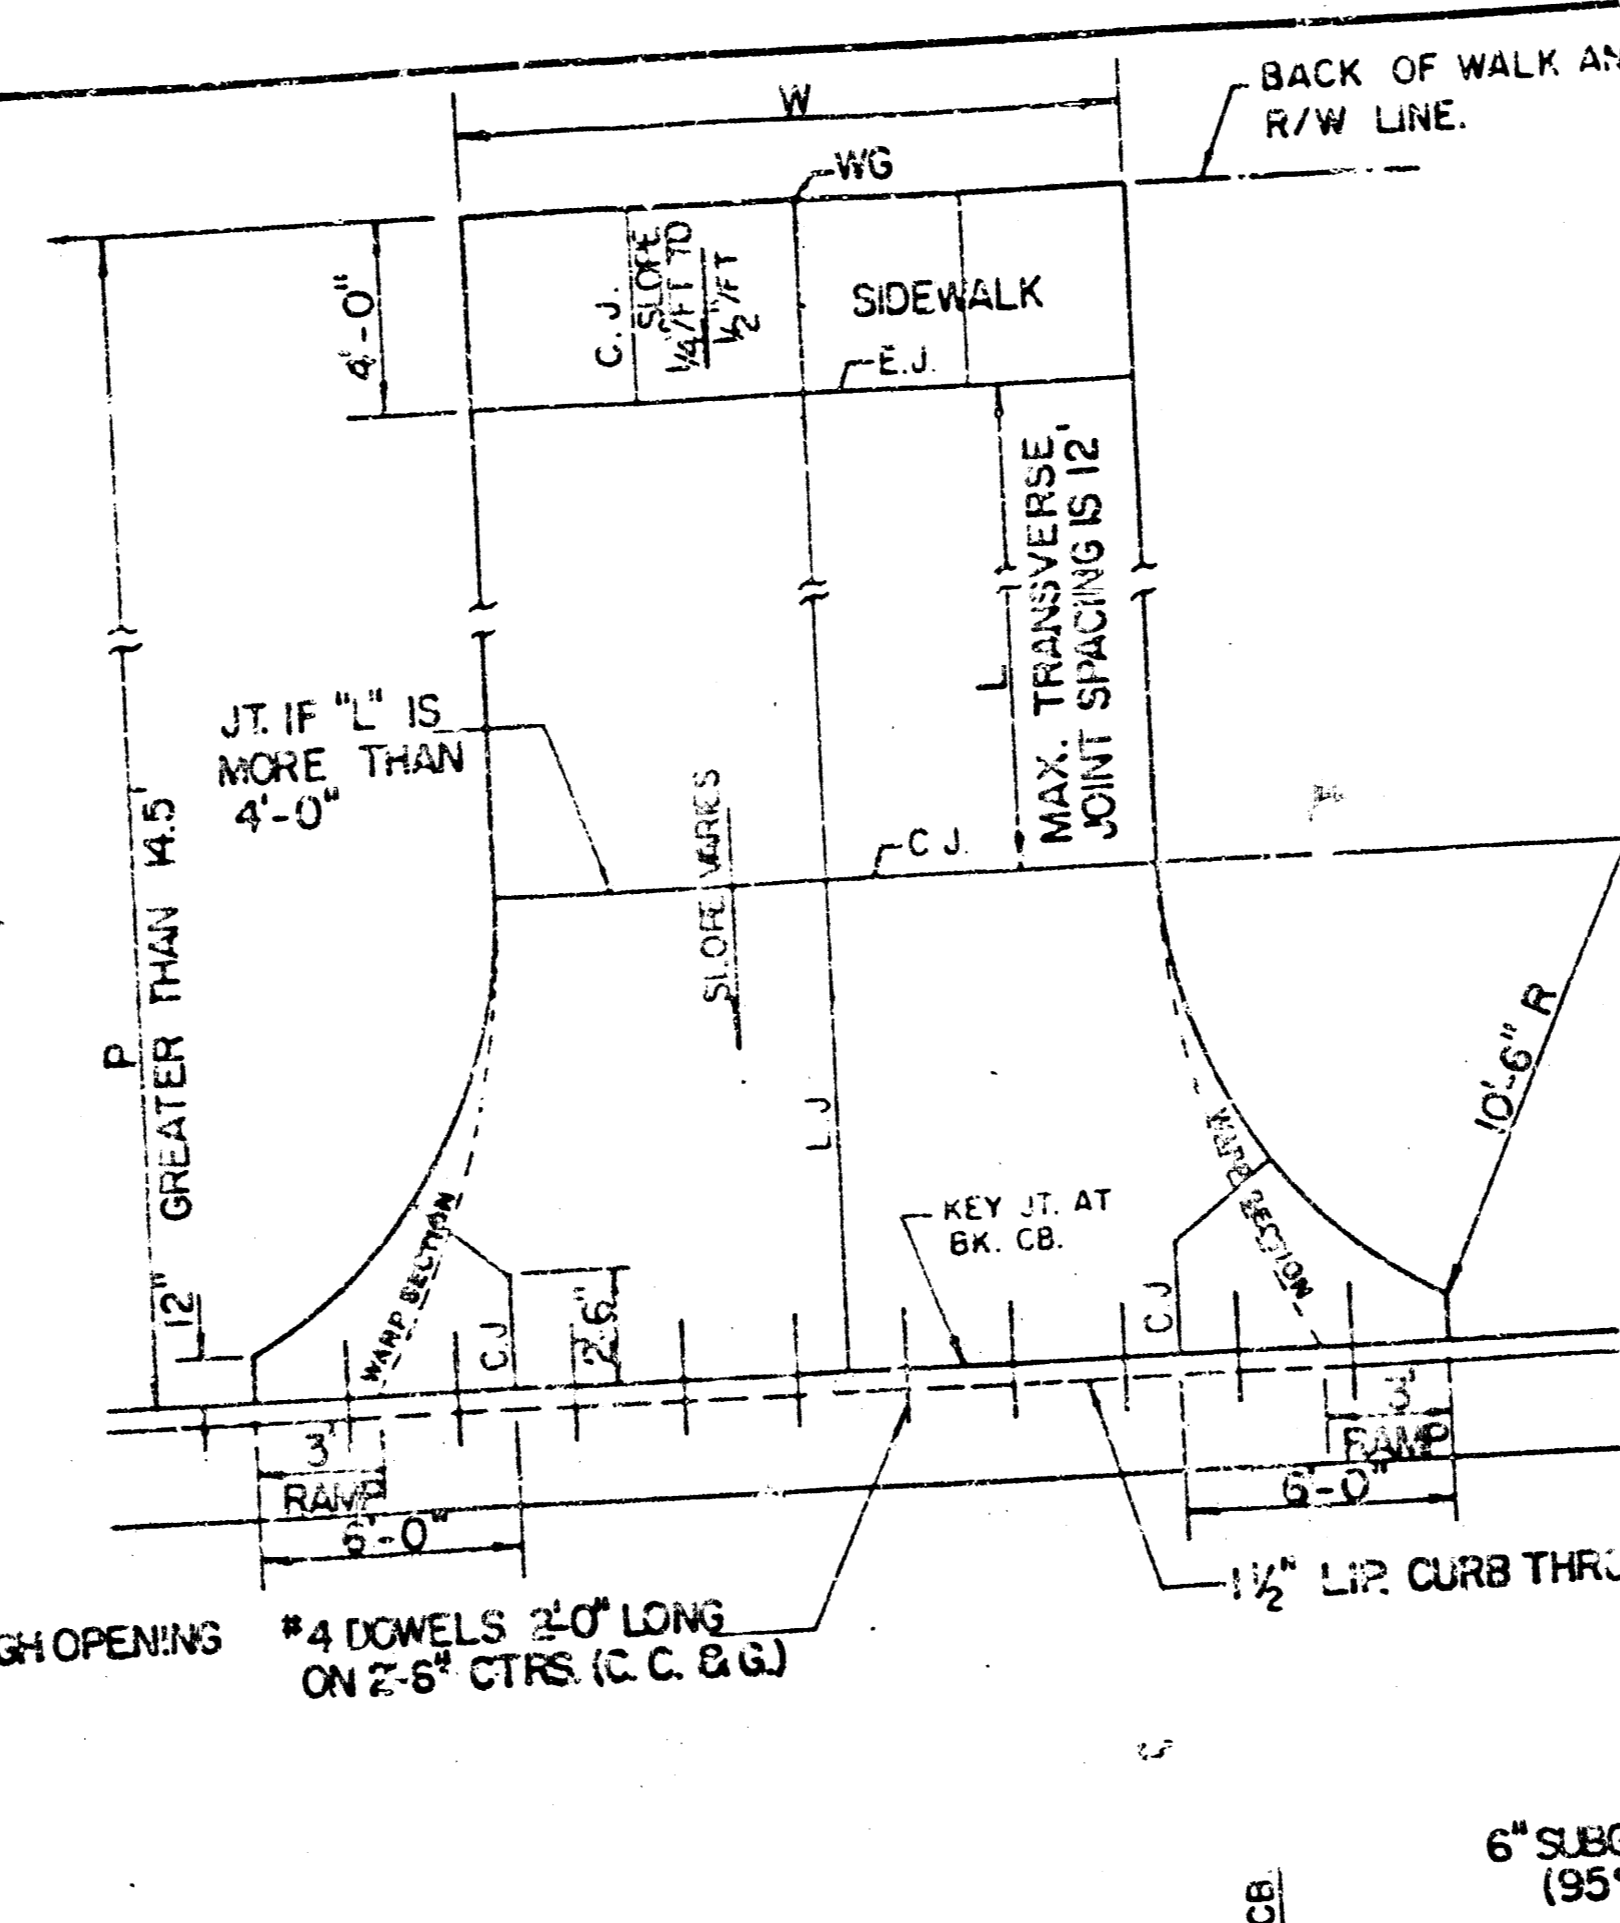 BACK OF WALK AN
R/W LINE.
W
WG
4'-0"
C. J.
SLOPE
1/4"/FT TO
1/2"/FT
SIDEWALK
E.J.
MAX. TRANSVERSE
JOINT SPACING IS 12'
L
JT. IF "L" IS
MORE THAN
4'-0"
SLOPE VARIES
C J.
P
GREATER THAN 14.5'
10'-6" R
L J
WARP SECTION
WARP SECTION
KEY JT. AT
BK. CB.
12"
C.J
2'-6"
C.J
3'
RAMP
6'-0"
3'
RAMP
6'-0"
1 1/2" LIP. CURB THRO
GH OPENING
#4 DOWELS 2'-0" LONG
ON 2'-6" CTRS. (C. C. & G.)
6" SUBG
(95%
CB.